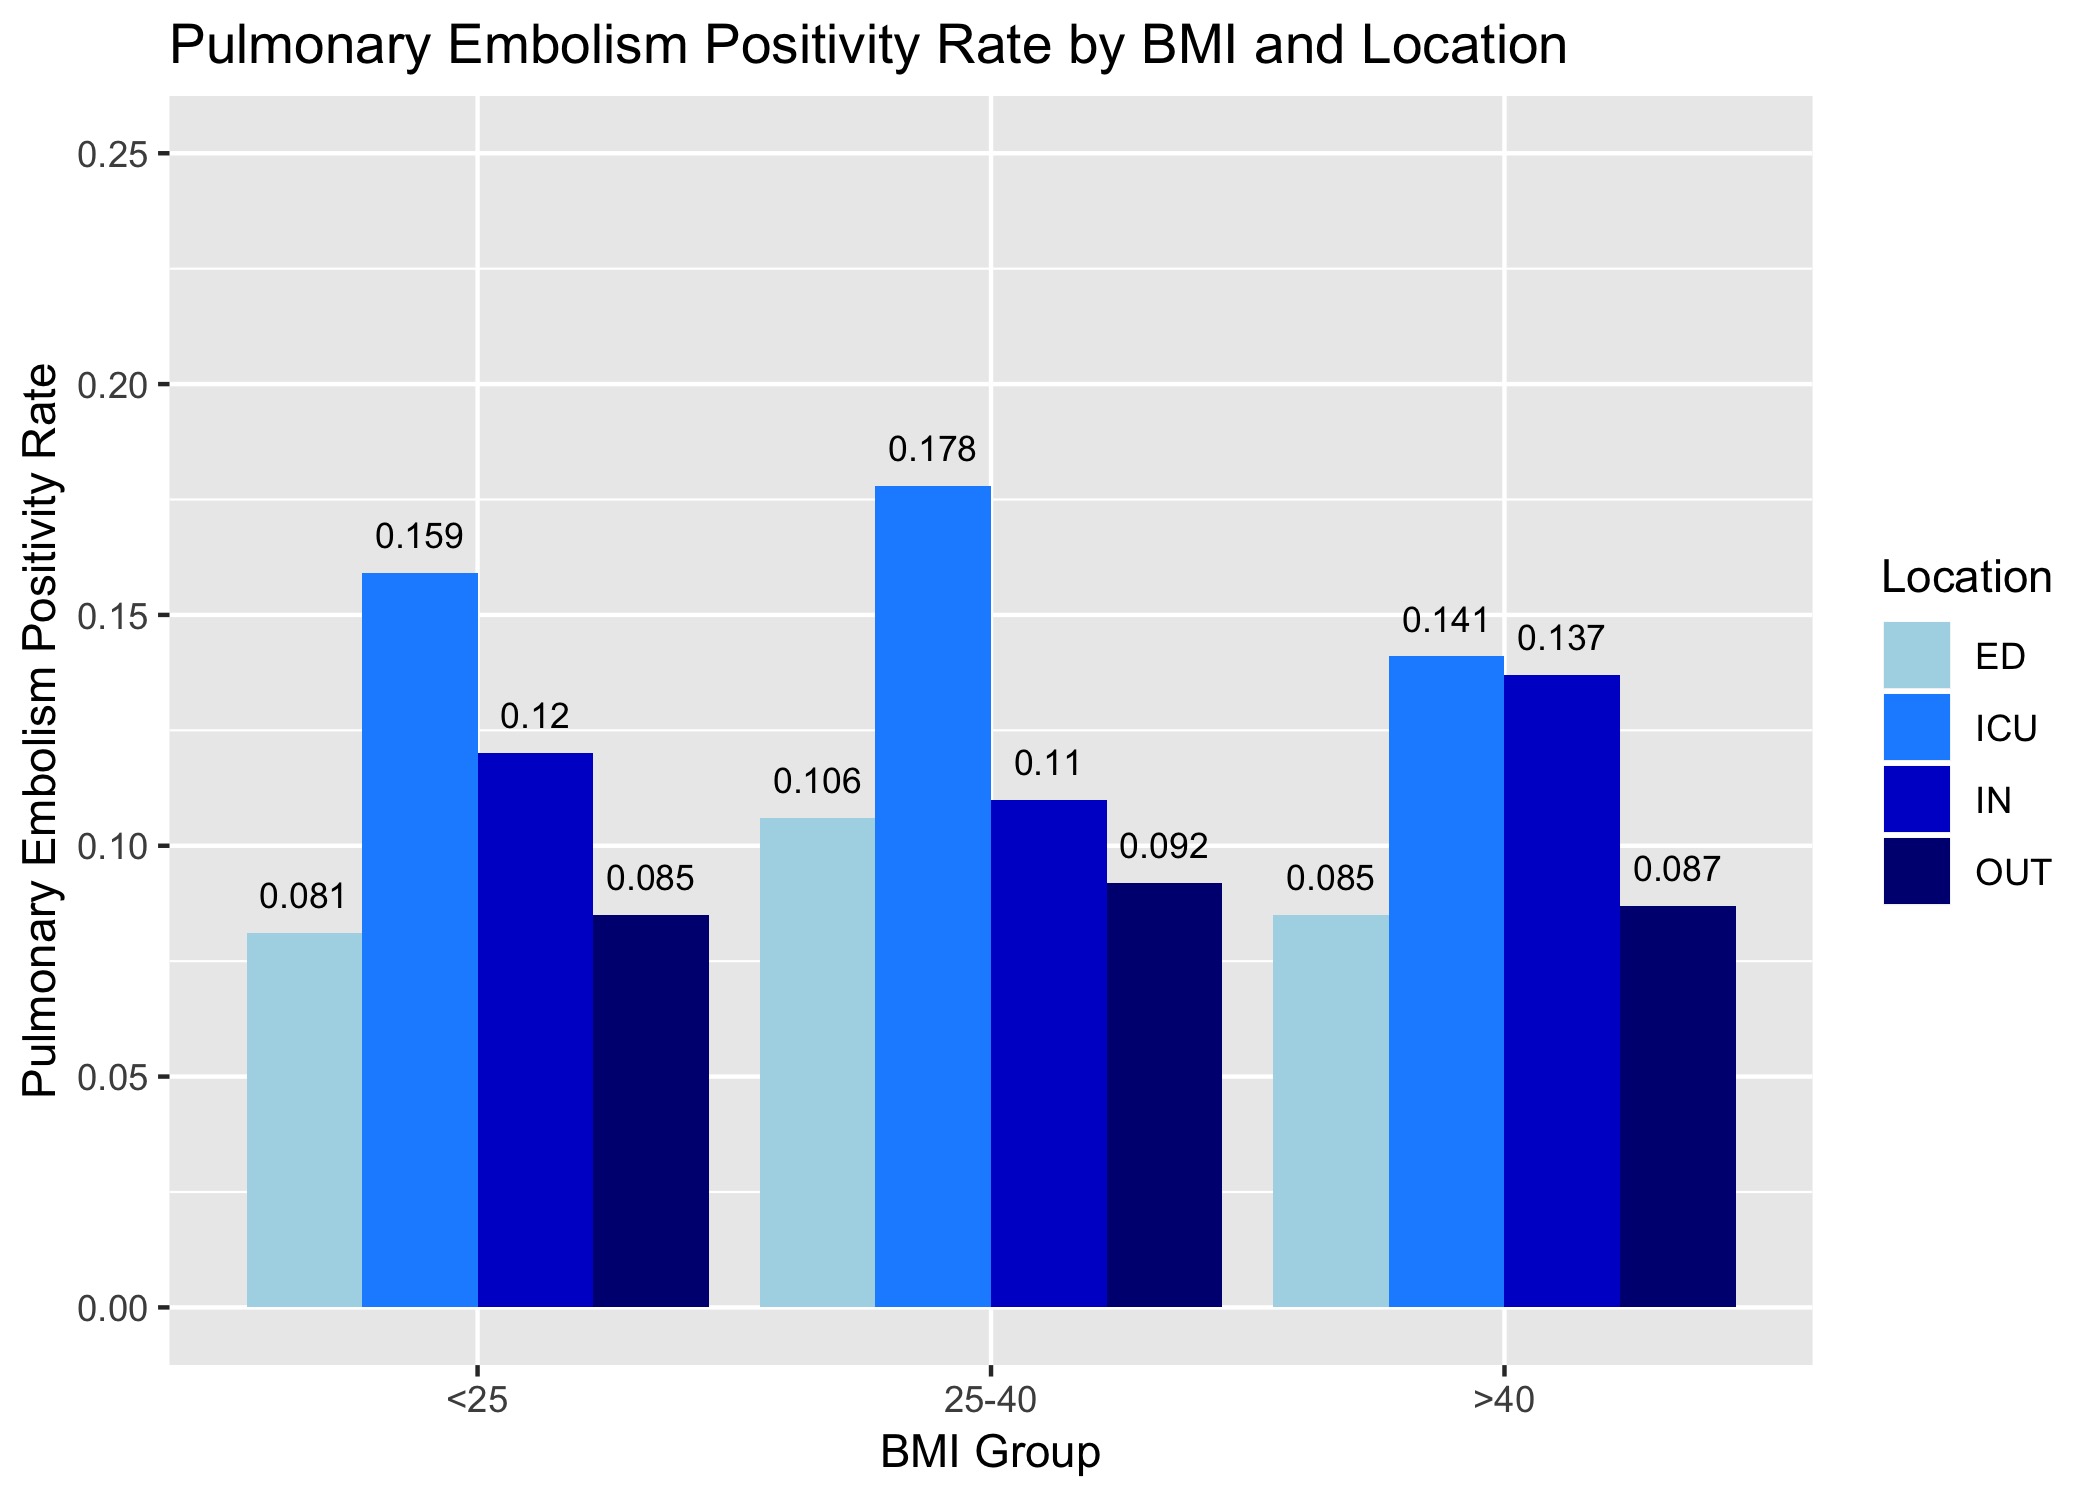 Pulmonary Embolism Positivity Rate by BMI and Location
Pulmonary Embolism Positivity Rate
0.25
0.20
0.15
0.10
0.05
0.00
0.081
0.159
0.12
0.085
0.106
0.178
0.11
0.092
0.085
0.141
0.137
0.087
<25
25-40
>40
BMI Group
Location
ED
ICU
IN
OUT